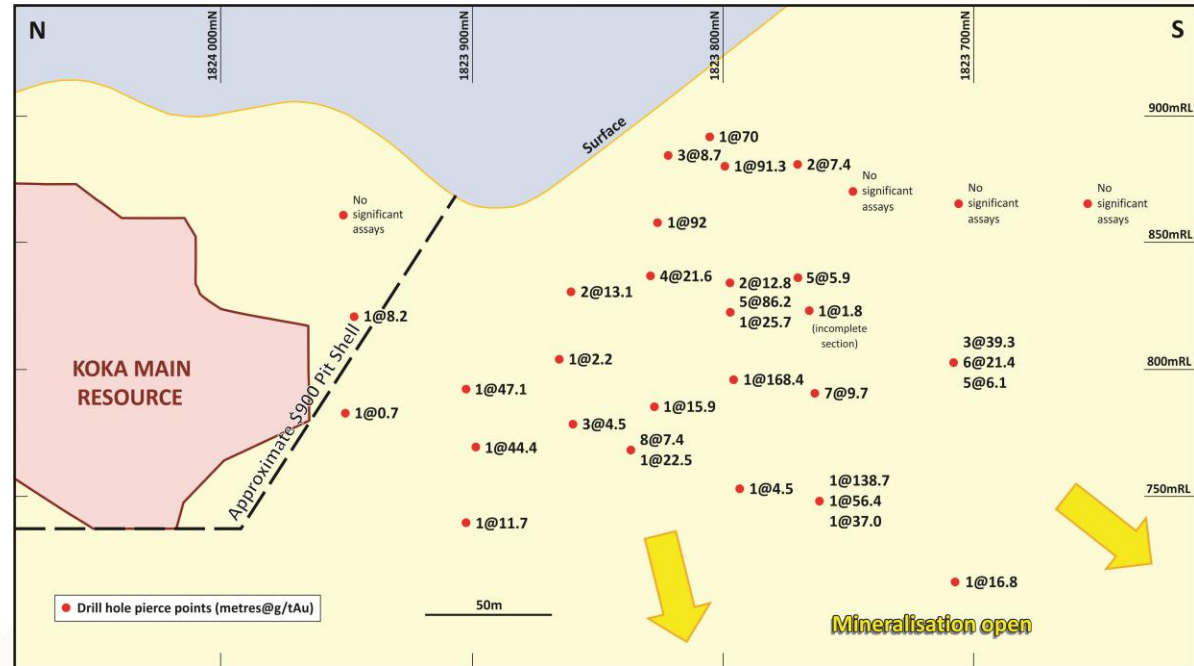 N
1824 000mN
1823 900mN
1823 800mN
1823 700mN
S
900mRL
Surface
1@70
3@8.7
1@91.3
2@7.4
No
significant
assays
No
significant
assays
No
significant
assays
No
significant
assays
1@92
850mRL
4@21.6
2@13.1
2@12.8
5@86.2
1@25.7
5@5.9
1@1.8
(incomplete
section)
1@8.2
1@2.2
3@39.3
6@21.4
5@6.1
800mRL
KOKA MAIN
RESOURCE
Approximate $900 Pit Shell
1@47.1
1@168.4
7@9.7
1@0.7
1@15.9
3@4.5
1@44.4
8@7.4
1@22.5
1@4.5
1@138.7
1@56.4
1@37.0
750mRL
1@11.7
1@16.8
Drill hole pierce points (metres@g/tAu)
50m
Mineralisation open